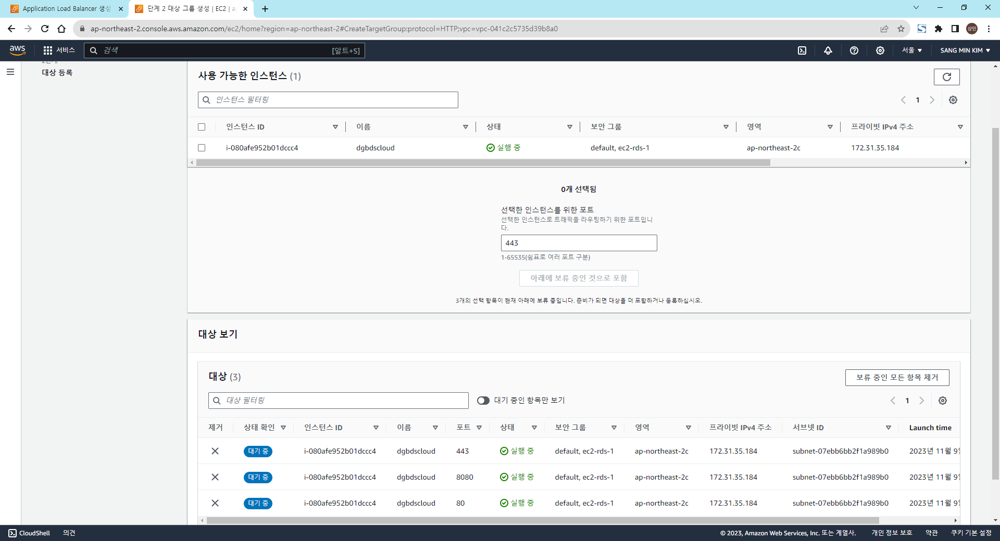 Application Load Balancer 생성
단계 2 대상 그룹 생성 | EC2 | ap
ap-northeast-2.console.aws.amazon.com/ec2/home?region=ap-northeast-2#CreateTargetGroup:protocol=HTTP;vpc=vpc-041c2c5735d39b8a0
상민
aws 서비스 검색 [알트+S] 서울 SANG MIN KIM
2단계
대상 등록
사용 가능한 인스턴스 (1)
인스턴스 필터링
1
인스턴스 ID 이름 상태 보안 그룹 영역 프라이빗 IPv4 주소
i-080afe952b01dccc4 dgbdscloud 실행 중 default, ec2-rds-1 ap-northeast-2c 172.31.35.184
0개 선택됨
선택한 인스턴스를 위한 포트
선택한 인스턴스로 트래픽을 라우팅하기 위한 포트입니
다.
443
1-65535(쉼표로 여러 포트 구분)
아래에 보류 중인 것으로 포함
3개의 선택 항목이 현재 아래에 보류 중입니다. 준비가 되면 대상을 더 포함하거나 등록하십시오.
대상 보기
대상 (3)
보류 중인 모든 항목 제거
대상 필터링
대기 중인 항목만 보기
1
제거 상태 확인 인스턴스 ID 이름 포트 상태 보안 그룹 영역 프라이빗 IPv4 주소 서브넷 ID Launch time
대기 중 i-080afe952b01dccc4 dgbdscloud 443 실행 중 default, ec2-rds-1 ap-northeast-2c 172.31.35.184 subnet-07ebb6bb2f1a989b0 2023년 11월 9일
대기 중 i-080afe952b01dccc4 dgbdscloud 8080 실행 중 default, ec2-rds-1 ap-northeast-2c 172.31.35.184 subnet-07ebb6bb2f1a989b0 2023년 11월 9일
대기 중 i-080afe952b01dccc4 dgbdscloud 80 실행 중 default, ec2-rds-1 ap-northeast-2c 172.31.35.184 subnet-07ebb6bb2f1a989b0 2023년 11월 9일
CloudShell 의견 © 2023, Amazon Web Services, Inc. 또는 계열사. 개인 정보 보호 약관 쿠키 기본 설정